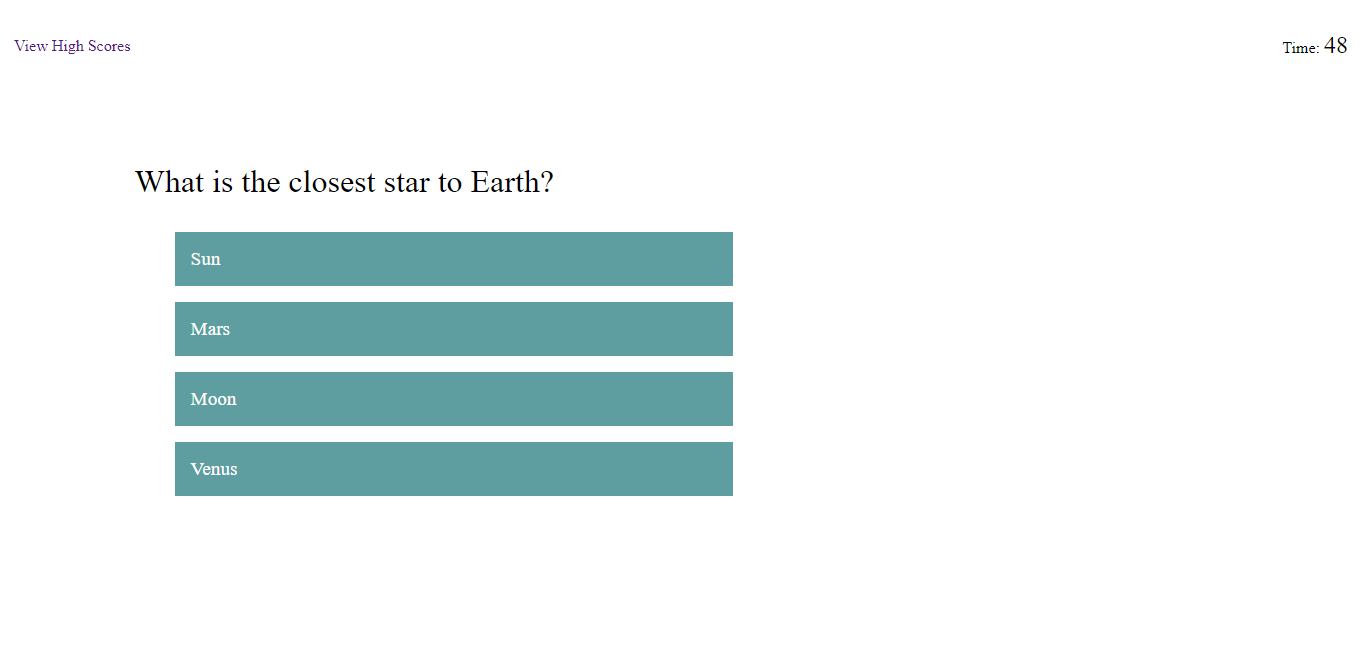 View High Scores
Time: 48
What is the closest star to Earth?
Sun
Mars
Moon
Venus